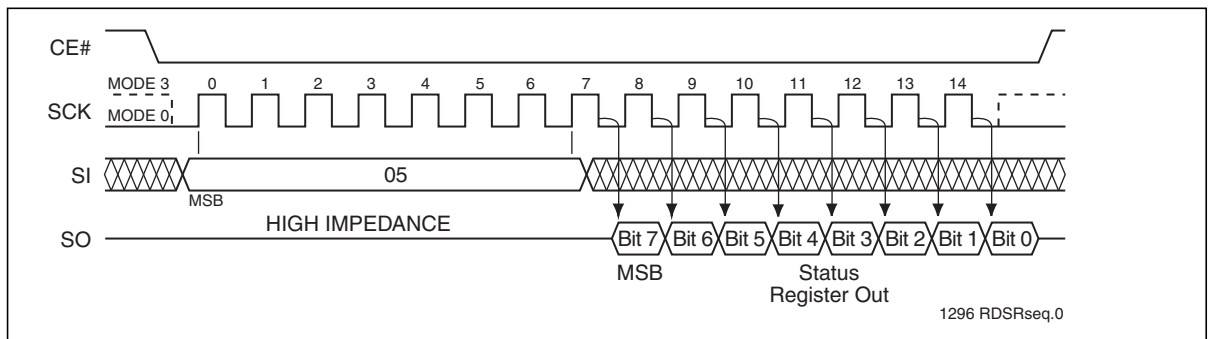 CE#
MODE 3 0 1 2 3 4 5 6 7 8 9 10 11 12 13 14
SCK
MODE 0
SI 05
MSB
HIGH IMPEDANCE
SO Bit 7 Bit 6 Bit 5 Bit 4 Bit 3 Bit 2 Bit 1 Bit 0
MSB Status
Register Out
1296 RDSRseq.0